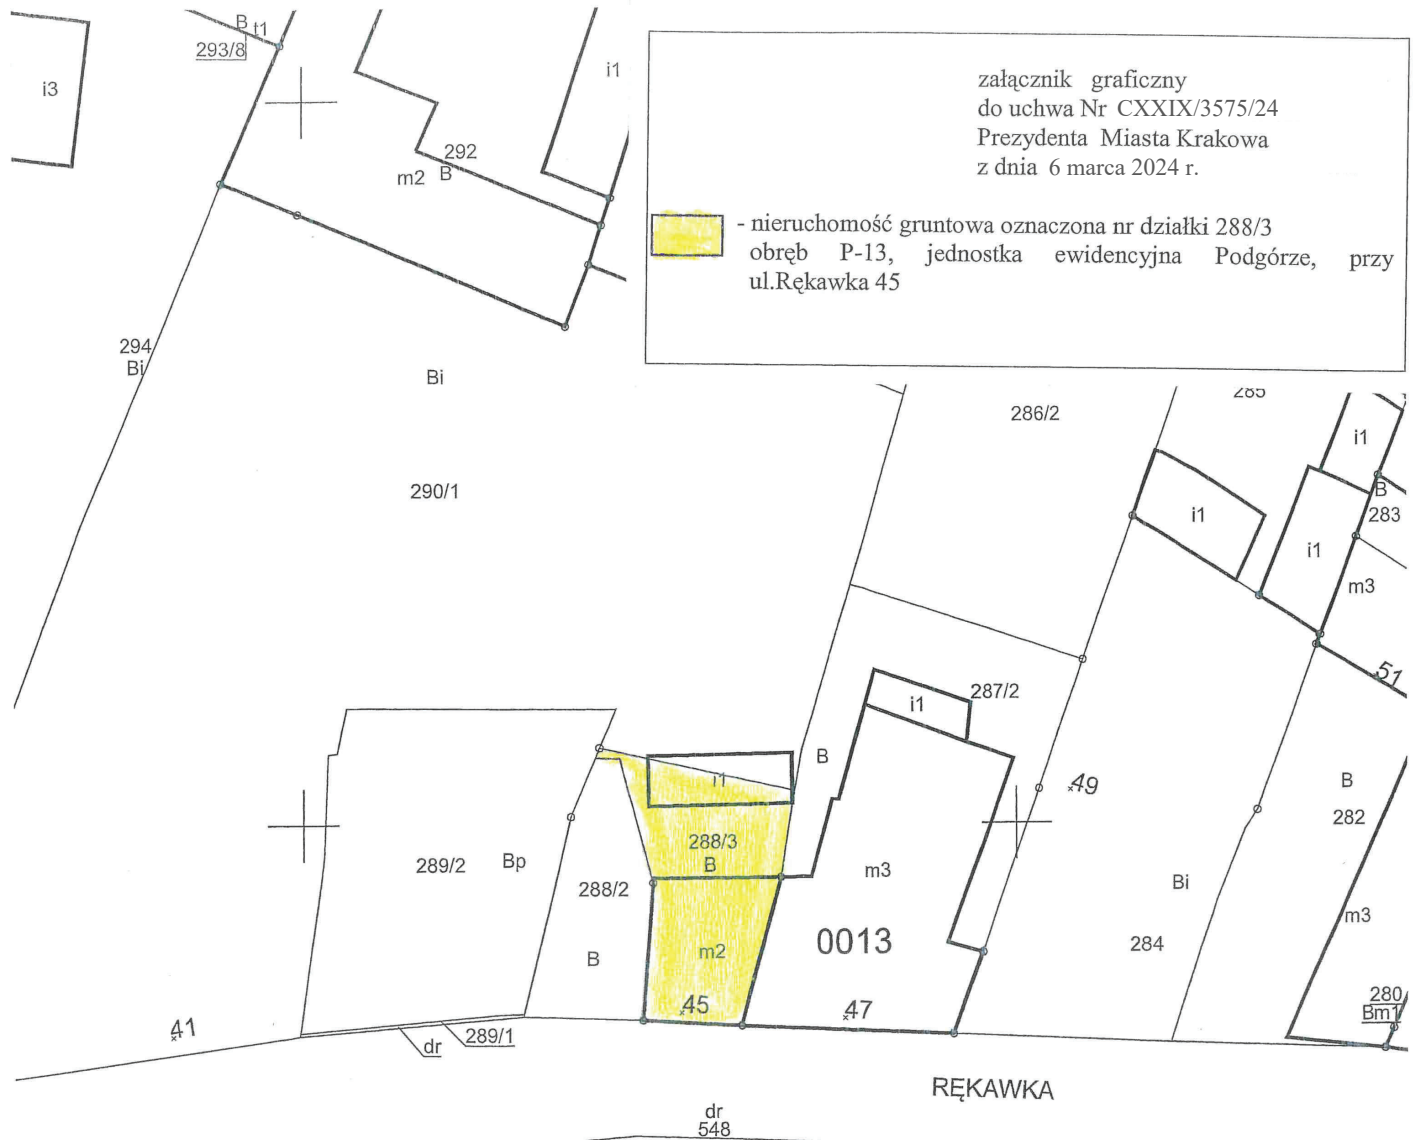 B
t1
293/8
i3
i1
załącznik graficzny
do uchwa Nr CXXIX/3575/24
Prezydenta Miasta Krakowa
z dnia 6 marca 2024 r.
292
m2 B
- nieruchomość gruntowa oznaczona nr działki 288/3
obręb P-13, jednostka ewidencyjna Podgórze, przy
ul.Rękawka 45
294
Bi
Bi
286/2
285
i1
290/1
B
i1
283
i1
m3
51
287/2
i1
B
i1
49
B
282
288/3
B
289/2
Bp
m3
288/2
Bi
m3
0013
284
B
m2
45
47
280
Bm1
41
dr
289/1
RĘKAWKA
dr
548